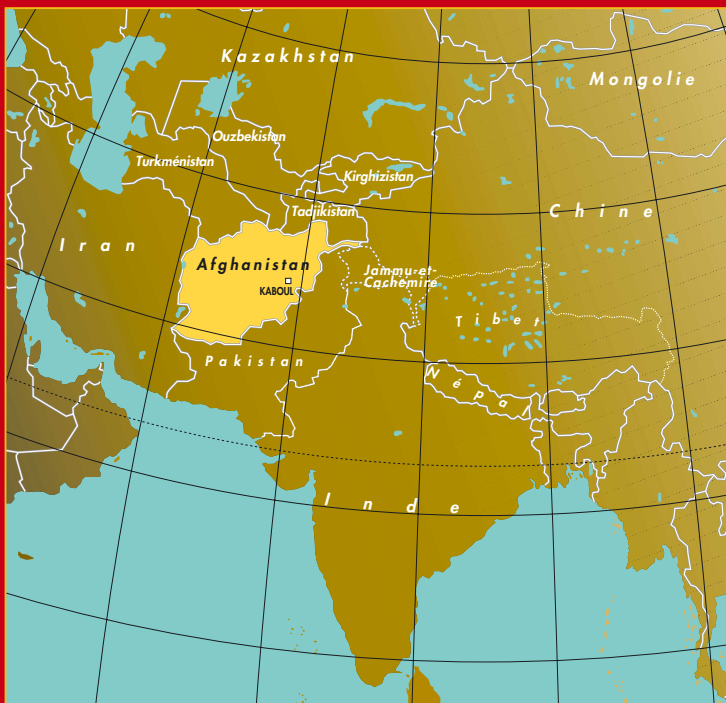 Kazakhstan
Mongolie
Ouzbekistan
Turkménistan
Kirghizistan
Tadjikistan
Chine
Iran
Afghanistan
Jammu-et-
Cachemire
KABOUL
Tibet
Pakistan
Népal
Inde